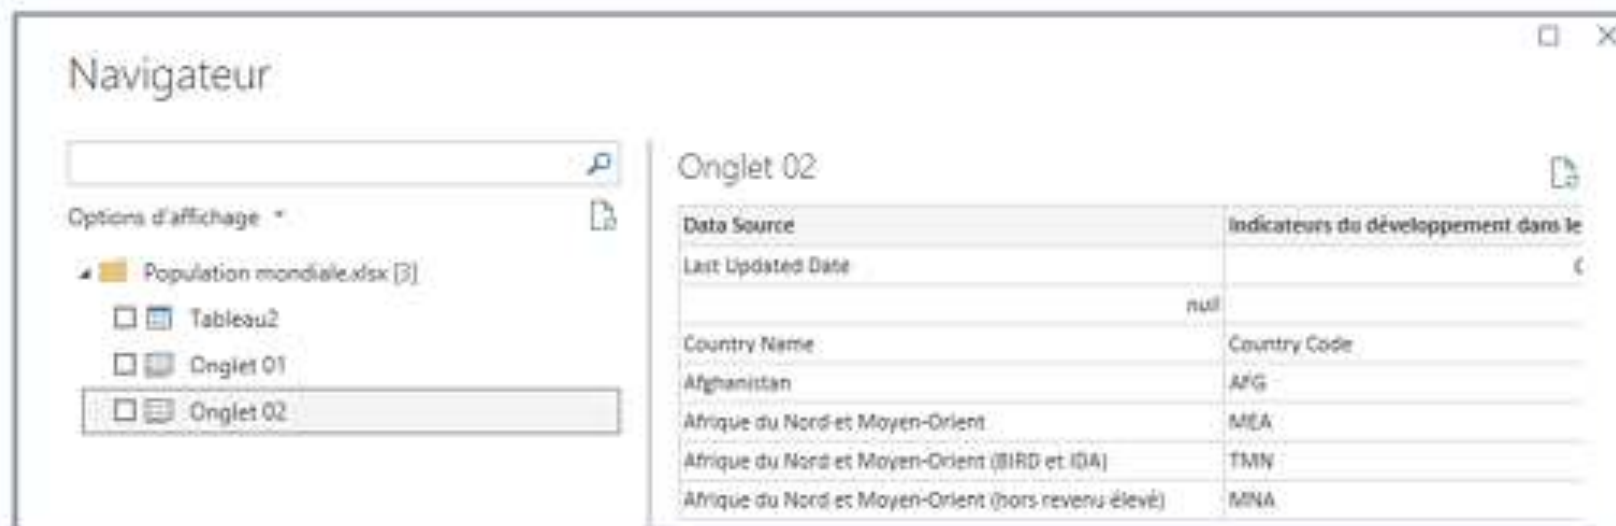 Navigateur
Options d'affichage
Population mondiale.xlsx [3]
Tableau2
Onglet 01
Onglet 02
Onglet 02
Data Source Indicateurs du développement dans le
Last Updated Date
null
Country Name Country Code
Afghanistan AFG
Afrique du Nord et Moyen-Orient MEA
Afrique du Nord et Moyen-Orient (BIRD et IDA) TMN
Afrique du Nord et Moyen-Orient (hors revenu élevé) MNA